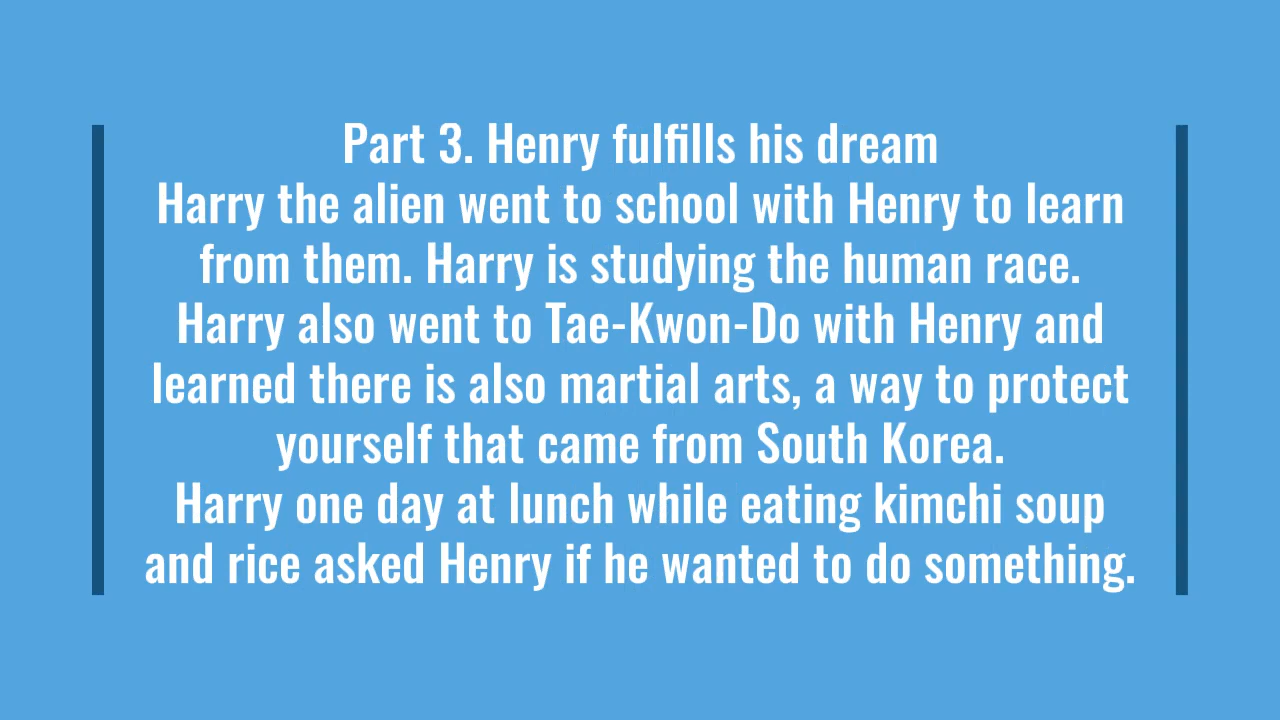 Part 3. Henry fulfills his dream
Harry the alien went to school with Henry to learn
from them. Harry is studying the human race.
Harry also went to Tae-Kwon-Do with Henry and
learned there is also martial arts, a way to protect
yourself that came from South Korea.
Harry one day at lunch while eating kimchi soup
and rice asked Henry if he wanted to do something.